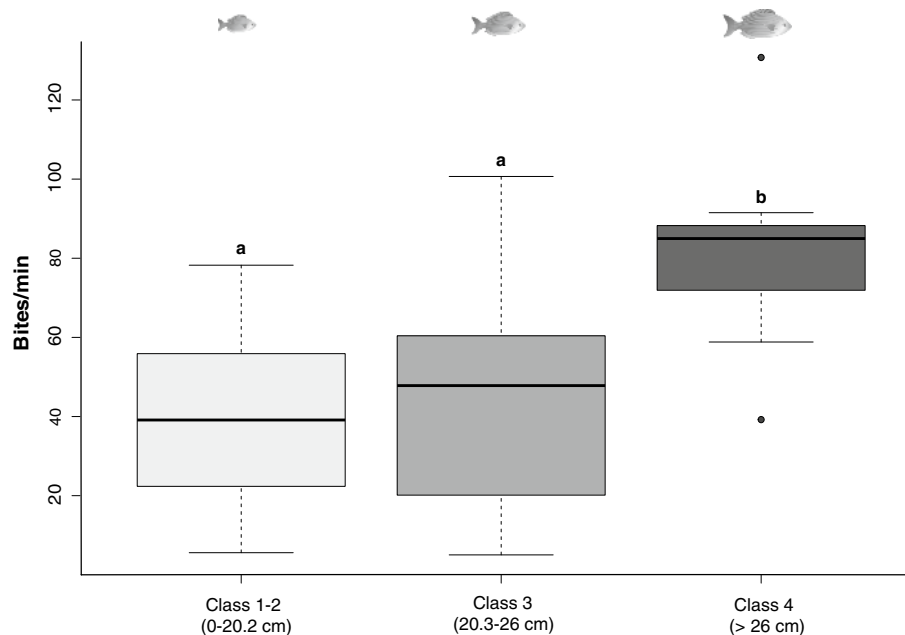 Bites/min
120
100
80
60
40
20
a
a
b
Class 1-2
(0-20.2 cm)
Class 3
(20.3-26 cm)
Class 4
(> 26 cm)